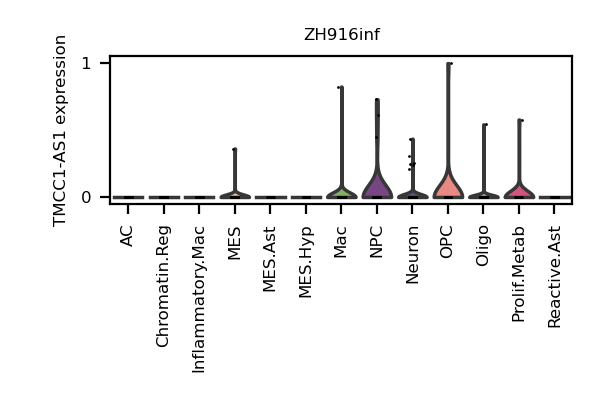 ZH916inf
TMCC1-AS1 expression
1
0
AC
Chromatin.Reg
Inflammatory.Mac
MES
MES.Ast
MES.Hyp
Mac
NPC
Neuron
OPC
Oligo
Prolif.Metab
Reactive.Ast